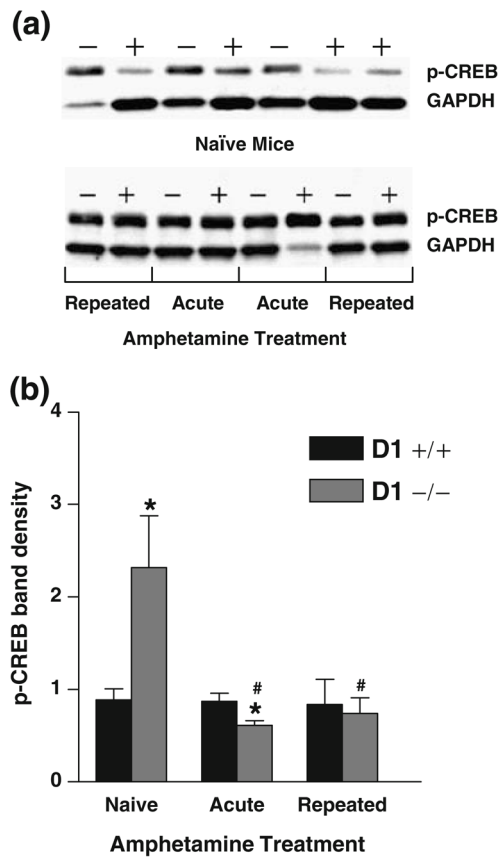 (a)
− + − + − + +
p-CREB
GAPDH
Naïve Mice
− + − + − + − +
p-CREB
GAPDH
Repeated Acute Acute Repeated
Amphetamine Treatment
(b)
4
3
2
1
0
p-CREB band density
D1 +/+
D1 −/−
*
#
*
#
Naive Acute Repeated
Amphetamine Treatment